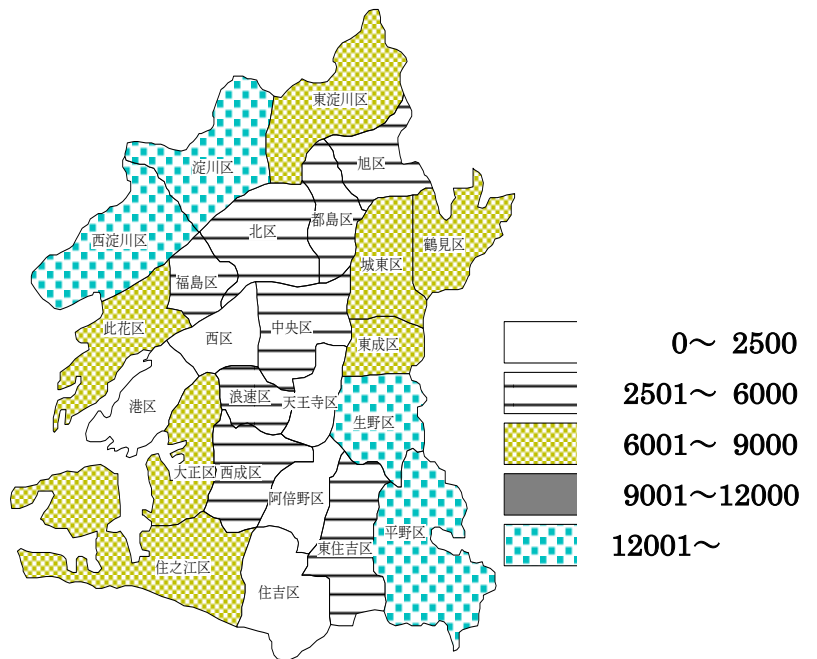 東淀川区
淀川区
旭区
都島区
北区
西淀川区
鶴見区
城東区
福島区
此花区
中央区
西区
東成区
浪速区
天王寺区
港区
生野区
大正区
西成区
阿倍野区
平野区
東住吉区
住之江区
住吉区
0～ 2500
2501～ 6000
6001～ 9000
9001～12000
12001～